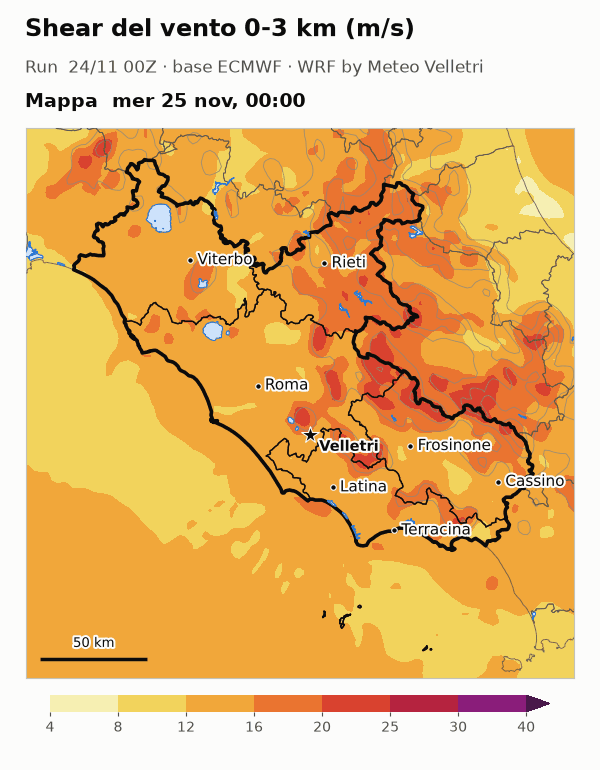 Shear del vento 0-3 km (m/s)
Run  24/11 00Z · base ECMWF · WRF by Meteo Velletri
Mappa  mer 25 nov, 00:00
Viterbo
Rieti
Roma
Velletri
Frosinone
Cassino
Latina
Terracina
50 km
4 8 12 16 20 25 30 40